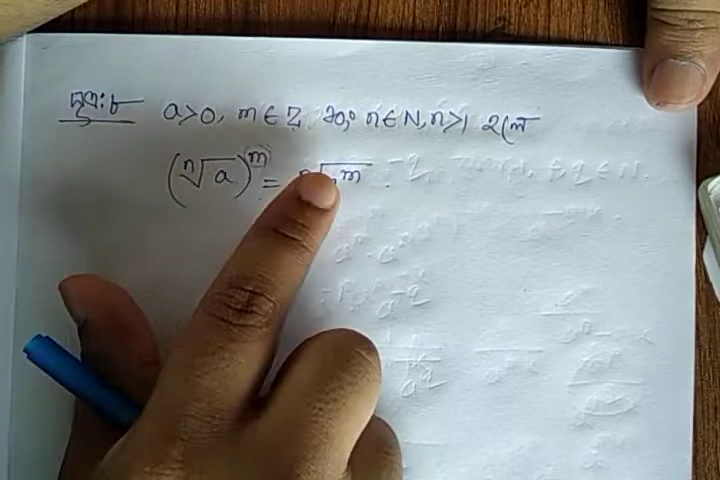 সূত্র:৮ a>0, m∈Z এবং n∈N, n>1 হলে
(ⁿ√a)ᵐ = ⁿ√ ᵐ